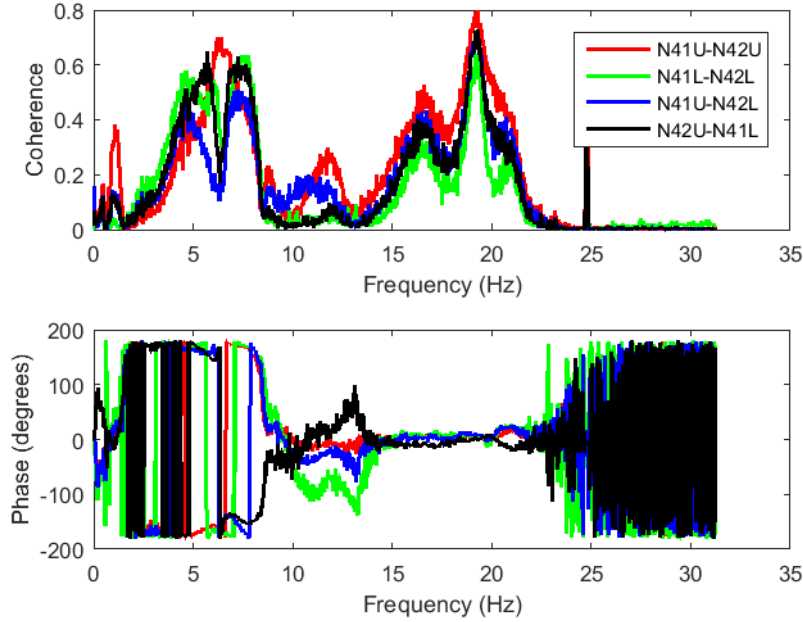 0.8
0.6
0.4
0.2
0
Coherence
0 5 10 15 20 25 30 35
Frequency (Hz)
N41U-N42U
N41L-N42L
N41U-N42L
N42U-N41L
200
100
0
-100
-200
Phase (degrees)
0 5 10 15 20 25 30 35
Frequency (Hz)